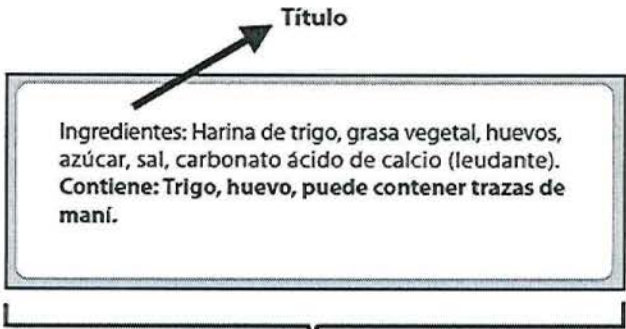 Título
Ingredientes: Harina de trigo, grasa vegetal, huevos,
azúcar, sal, carbonato ácido de calcio (leudante).
Contiene: Trigo, huevo, puede contener trazas de
maní.